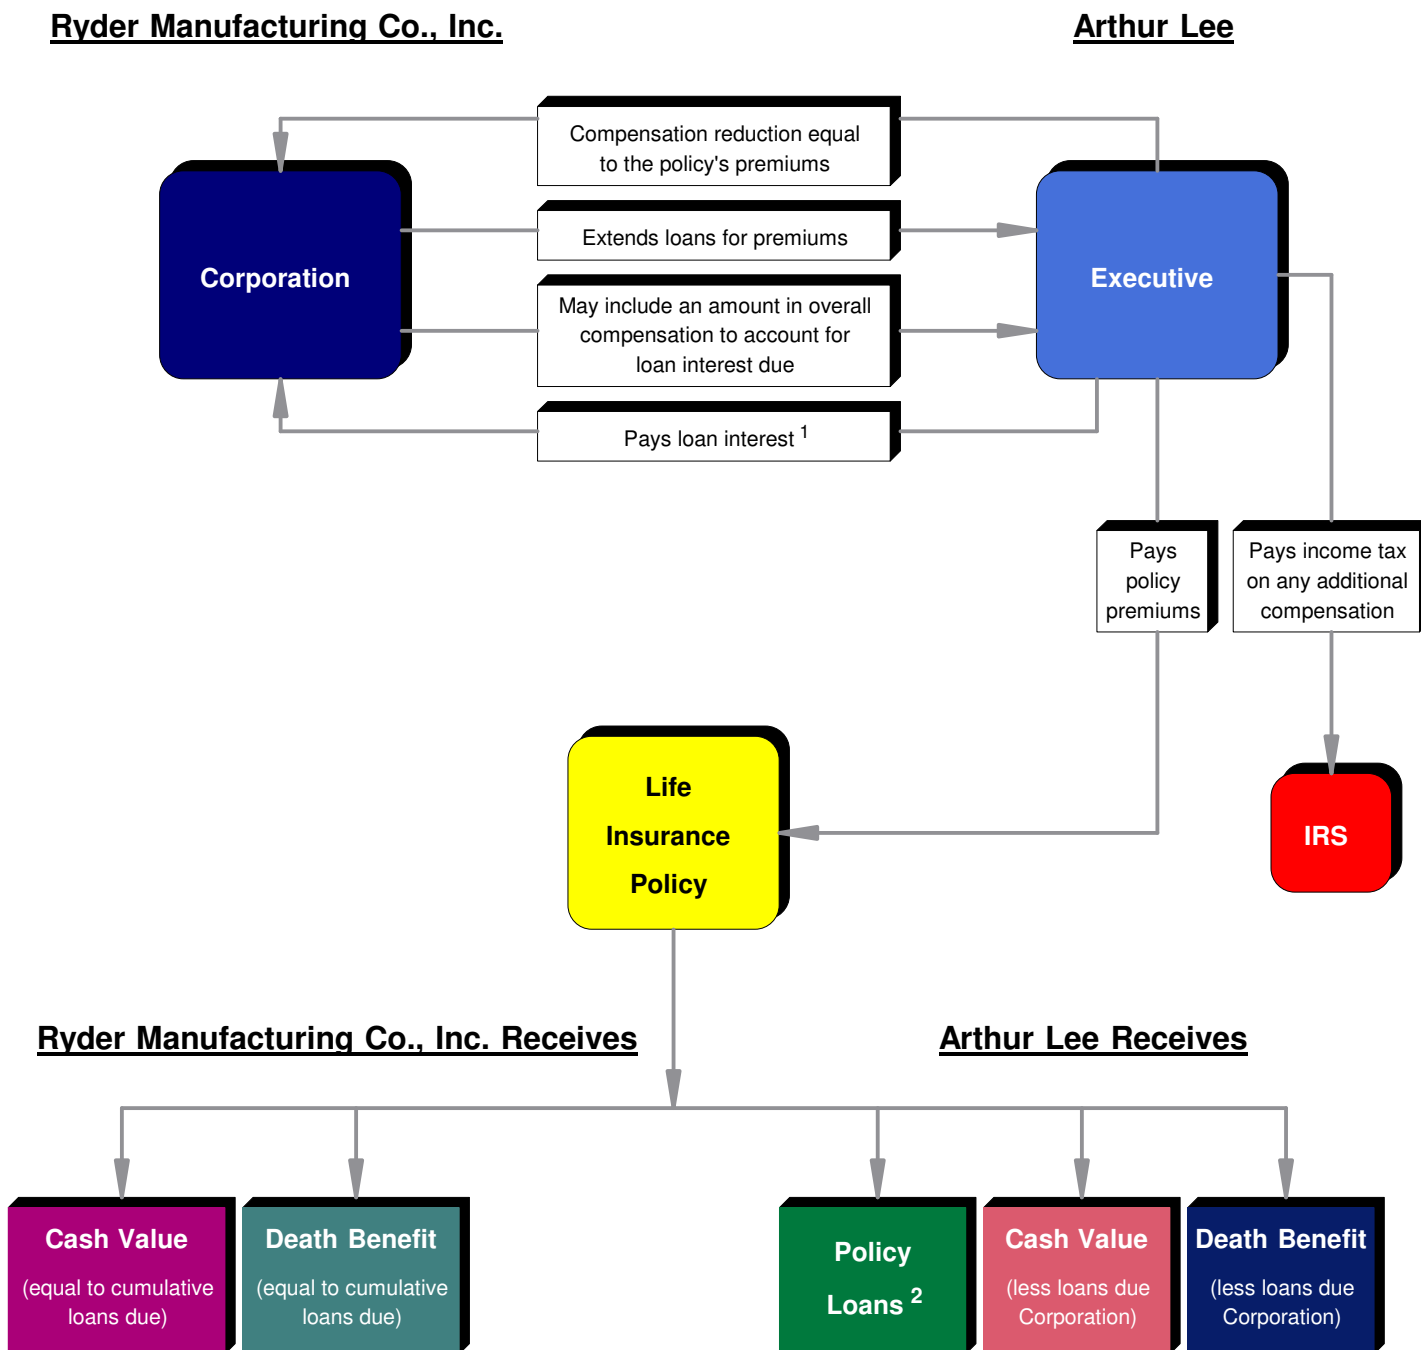 Ryder Manufacturing Co., Inc.
Arthur Lee
Compensation reduction equal
to the policy's premiums
Extends loans for premiums
Corporation
Executive
May include an amount in overall
compensation to account for
loan interest due
Pays loan interest 1
Pays
policy
premiums
Pays income tax
on any additional
compensation
Life
Insurance
Policy
IRS
Ryder Manufacturing Co., Inc. Receives
Arthur Lee Receives
Cash Value
(equal to cumulative
loans due)
Death Benefit
(equal to cumulative
loans due)
Policy
Loans 2
Cash Value
(less loans due
Corporation)
Death Benefit
(less loans due
Corporation)